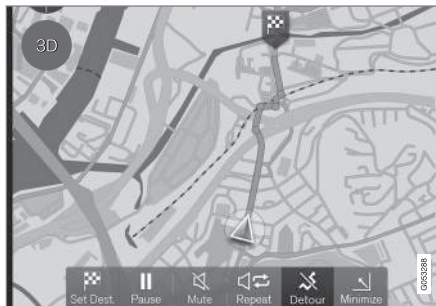 3D
Set Dest.
Pause
Mute
Repeat
Detour
Minimize
G053288